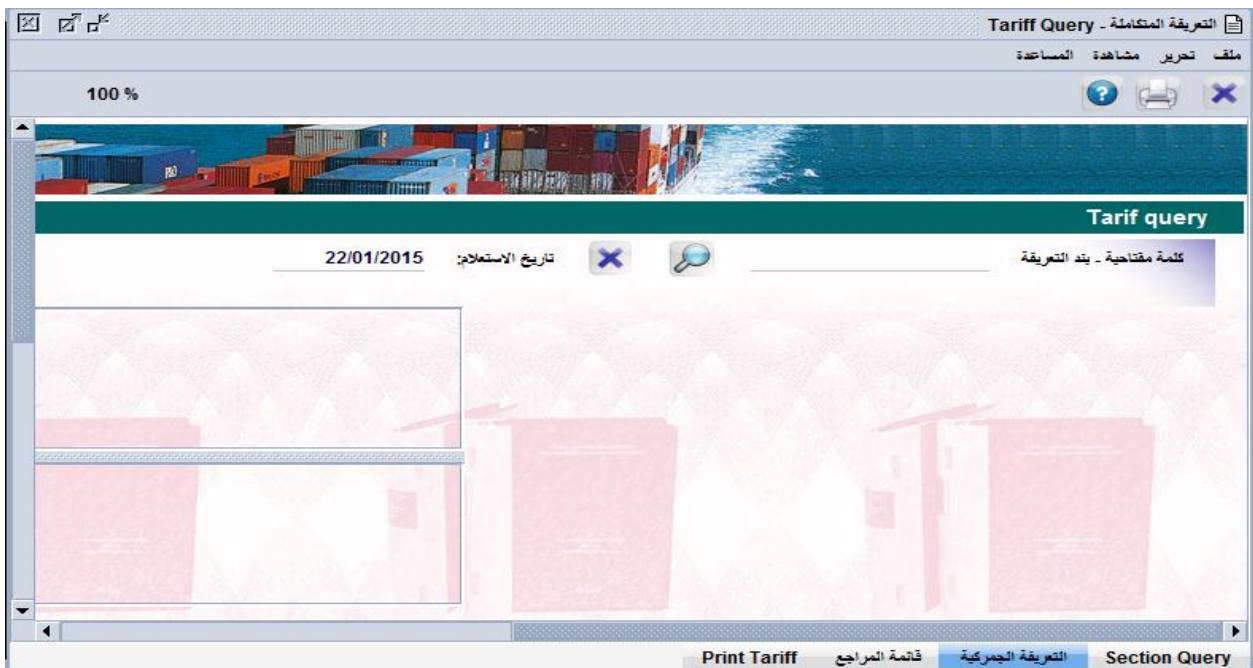 التعريفة المتكاملة - Tariff Query
ملف تحرير مشاهدة المساعدة
100 %
Tarif query
كلمة مفتاحية - بند التعريفة
تاريخ الاستعلام: 22/01/2015
Section Query التعريفة الجمركية قائمة المراجع Print Tariff